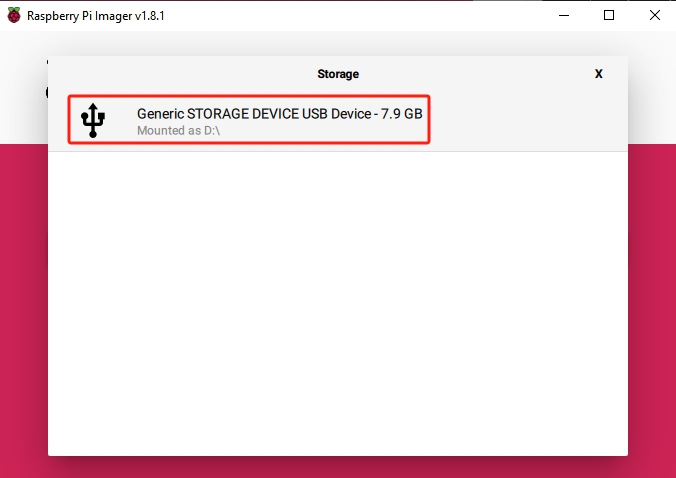 Raspberry Pi Imager v1.8.1
Storage
X
Generic STORAGE DEVICE USB Device - 7.9 GB
Mounted as D:\